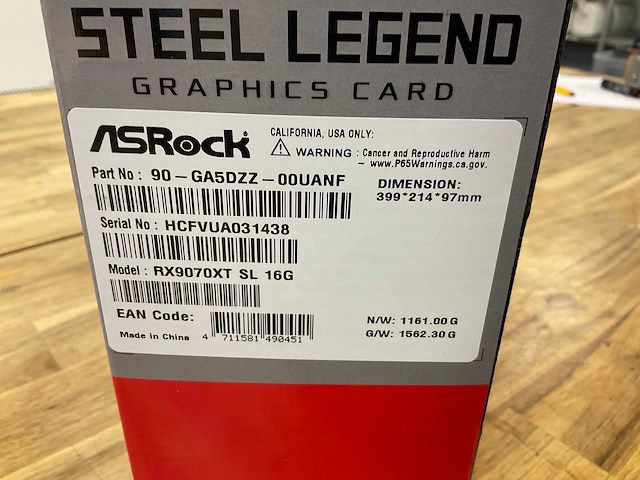 STEEL LEGEND
GRAPHICS CARD
ASRock
CALIFORNIA, USA ONLY:
WARNING : Cancer and Reproductive Harm
– www.P65Warnings.ca.gov.
Part No : 90-GA5DZZ-00UANF
DIMENSION:
399*214*97mm
Serial No : HCFVUA031438
Model : RX9070XT SL 16G
EAN Code:
N/W: 1161.00 G
Made in China
4 711581 490451
G/W: 1562.30 G